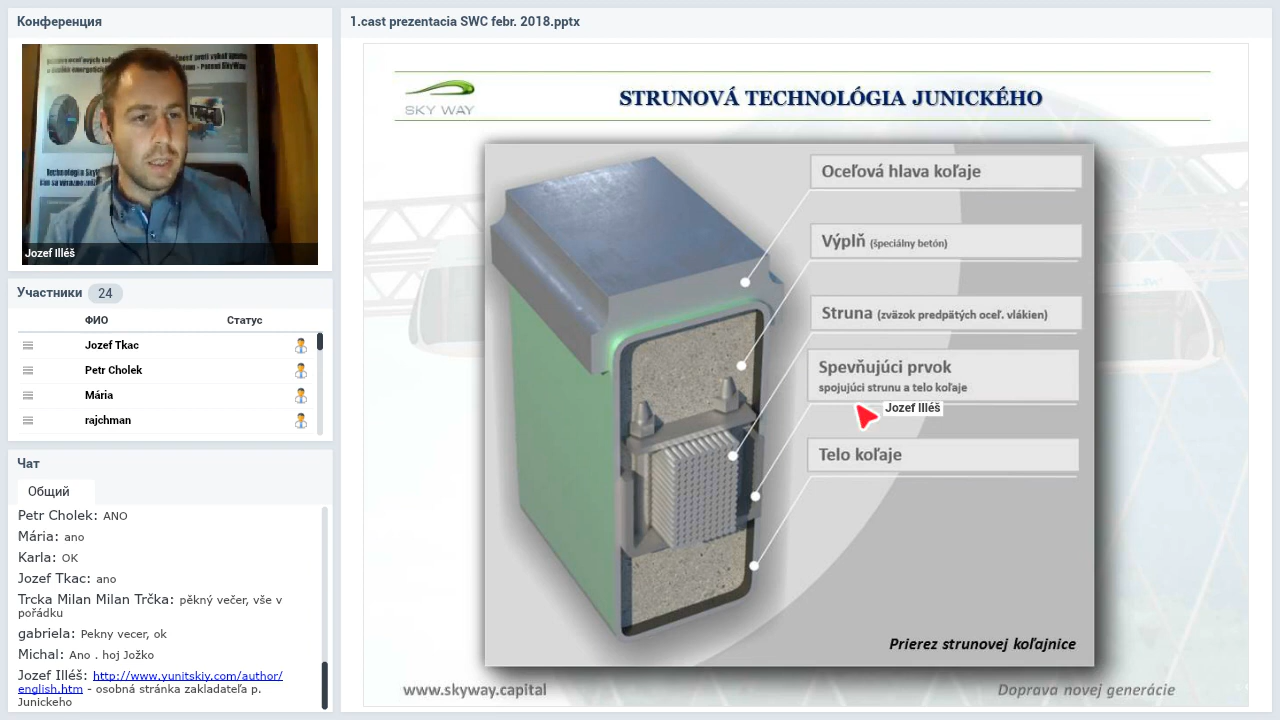 Конференция
Jozef Illéš
Участники 24
ФИО Статус
Jozef Tkac
Petr Cholek
Mária
rajchman
Чат
Общий
Petr Cholek: ANO
Mária: ano
Karla: OK
Jozef Tkac: ano
Trcka Milan Milan Trčka: pěkný večer, vše v
pořádku
gabriela: Pekny vecer, ok
Michal: Ano . hoj Jožko
Jozef Illéš: http://www.yunitskiy.com/author/
english.htm - osobná stránka zakladateľa p.
Junickeho
1.cast prezentacia SWC febr. 2018.pptx
SKY WAY
STRUNOVÁ TECHNOLÓGIA JUNICKÉHO
Oceľová hlava koľaje
Výplň (špeciálny betón)
Struna (zväzok predpätých oceľ. vlákien)
Spevňujúci prvok
spojujúci strunu a telo koľaje
Jozef Illéš
Telo koľaje
Prierez strunovej koľajnice
www.skyway.capital
Doprava novej generácie